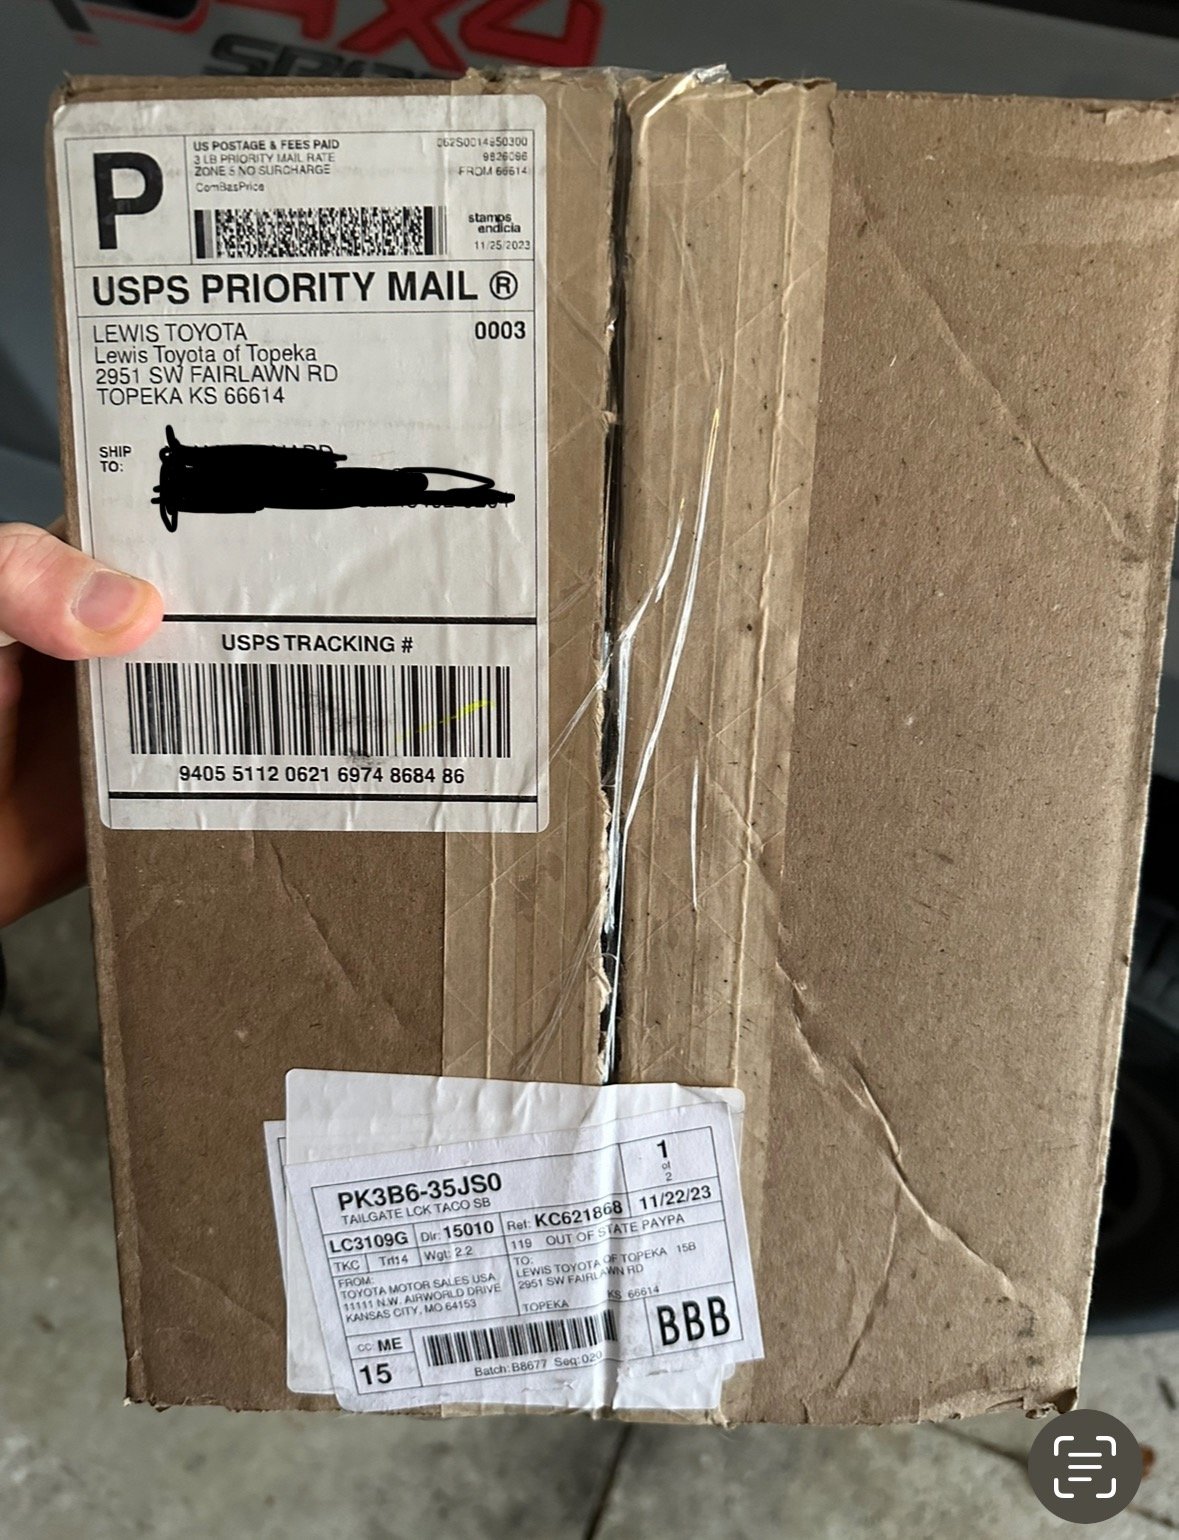 4X4
US POSTAGE & FEES PAID
3 LB PRIORITY MAIL RATE
ZONE 5 NO SURCHARGE
ComBasPrice
062S0014950300
9826096
FROM 66614
P
stamps
endicia
11/25/2023
USPS PRIORITY MAIL ®
LEWIS TOYOTA
0003
Lewis Toyota of Topeka
2951 SW FAIRLAWN RD
TOPEKA KS 66614
SHIP
TO:
USPS TRACKING #
9405 5112 0621 6974 8684 86
PK3B6-35JS0
TAILGATE LCK TACO SB
1
of
2
LC3109G
Dlr: 15010
Ref: KC621868
11/22/23
TKC
Trl14
Wgt: 2.2
119 OUT OF STATE PAYPA
FROM:
TOYOTA MOTOR SALES USA
11111 N.W. AIRWORLD DRIVE
KANSAS CITY, MO 64153
TO:
LEWIS TOYOTA OF TOPEKA 15B
2951 SW FAIRLAWN RD
TOPEKA KS 66614
CC: ME
15
Batch: B8677 Seq: 020
BBB